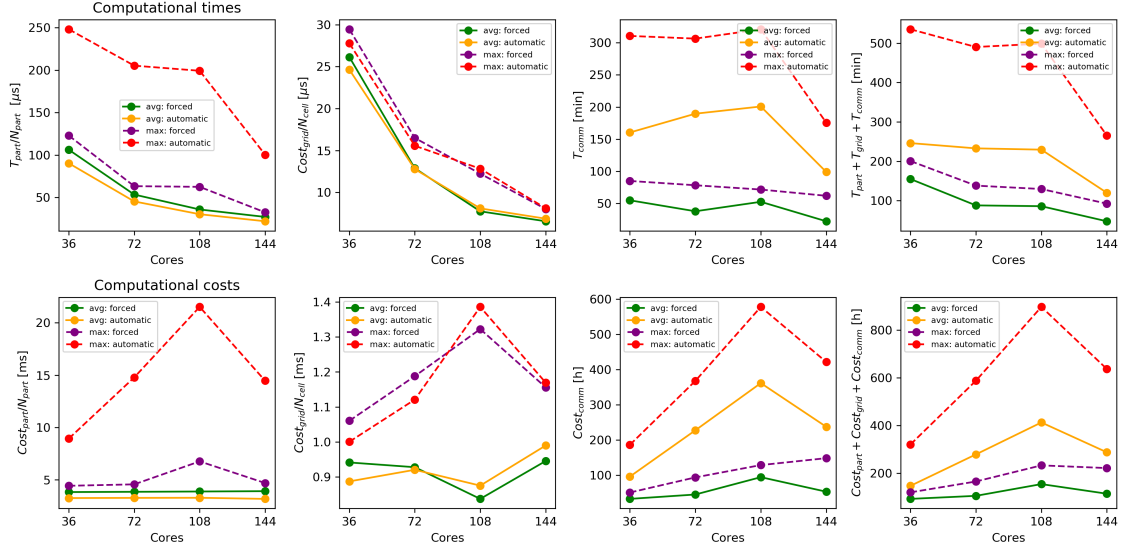 Computational times
250
200
150
100
50
T_part/N_part [μs]
avg: forced
avg: automatic
max: forced
max: automatic
36
72
108
144
Cores
30
25
20
15
10
Cost_grid/N_cell [μs]
avg: forced
avg: automatic
max: forced
max: automatic
36
72
108
144
Cores
300
250
200
150
100
50
T_comm [min]
avg: forced
avg: automatic
max: forced
max: automatic
36
72
108
144
Cores
500
400
300
200
100
T_part + T_grid + T_comm [min]
avg: forced
avg: automatic
max: forced
max: automatic
36
72
108
144
Cores
Computational costs
20
15
10
5
Cost_part/N_part [ms]
avg: forced
avg: automatic
max: forced
max: automatic
36
72
108
144
Cores
1.4
1.3
1.2
1.1
1.0
0.9
Cost_grid/N_cell [ms]
avg: forced
avg: automatic
max: forced
max: automatic
36
72
108
144
Cores
600
500
400
300
200
100
Cost_comm [h]
avg: forced
avg: automatic
max: forced
max: automatic
36
72
108
144
Cores
800
600
400
200
Cost_part + Cost_grid + Cost_comm [h]
avg: forced
avg: automatic
max: forced
max: automatic
36
72
108
144
Cores